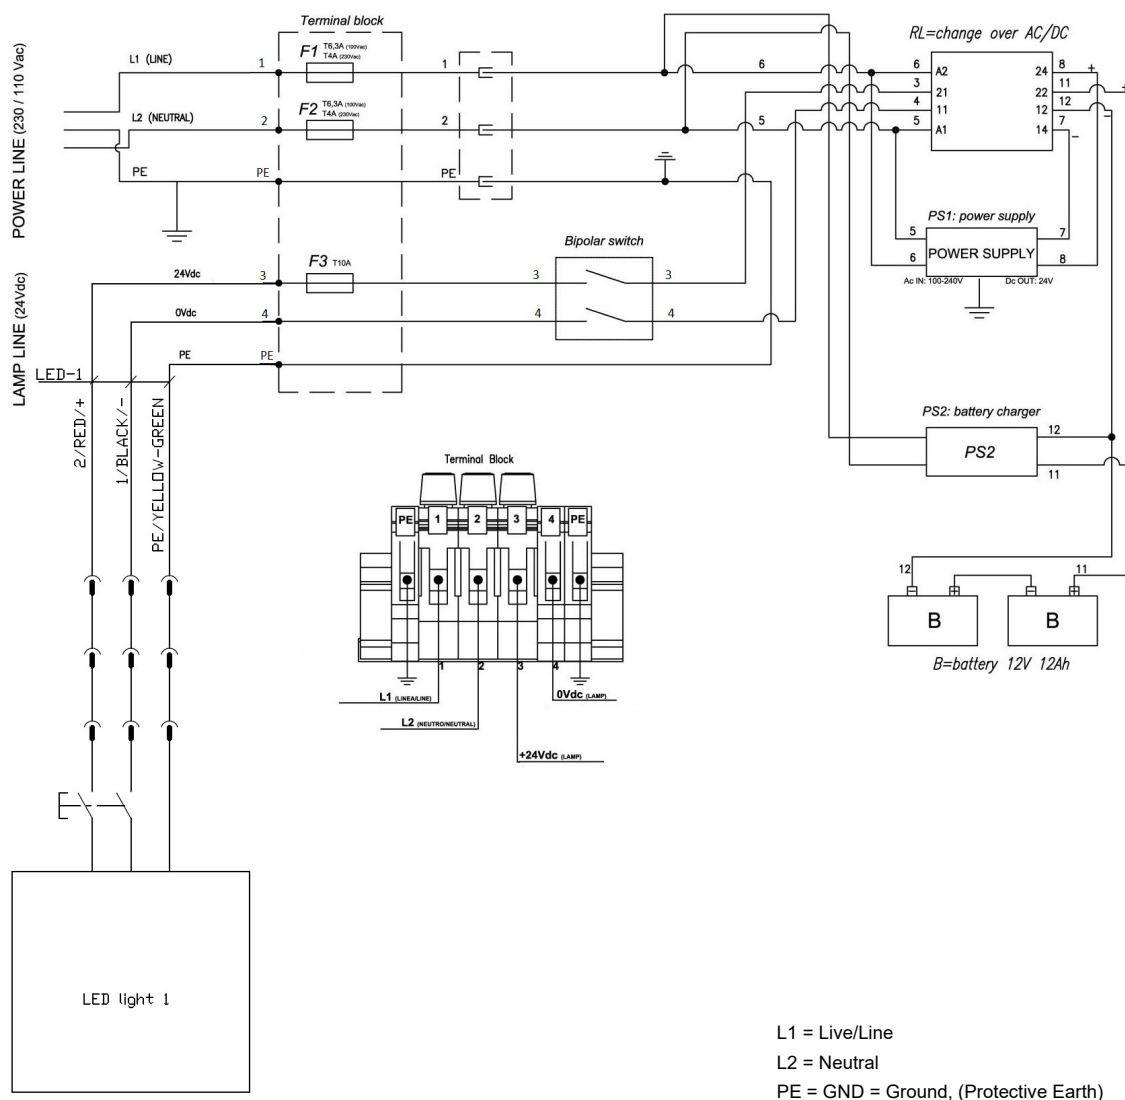 Terminal block
RL=change over AC/DC
POWER LINE (230 / 110 Vac)
L1 (LINE)
1
F1 T6,3A (100Vac)
T4A (230Vac)
1
6
6 A2 24 8 +
3 21 22 11 +
4 11 12 12 -
5 A1 14 7 -
L2 (NEUTRAL)
2
F2 T6,3A (100Vac)
T4A (230Vac)
2
5
PE
PE
PE
PS1: power supply
5 POWER SUPPLY 7
6 8
Ac IN: 100-240V Dc OUT: 24V
Bipolar switch
LAMP LINE (24Vdc)
24Vdc
3
F3 T10A
3 3
0Vdc
4
4 4
PE
PE
LED-1
2/RED/+
1/BLACK/-
PE/YELLOW-GREEN
PS2: battery charger
PS2
12
11
Terminal Block
PE 1 2 3 4 PE
1 2 3 4
L1 (LINEA/LINE)
0Vdc (LAMP)
L2 (NEUTRO/NEUTRAL)
+24Vdc (LAMP)
12 11
- + - +
B B
B=battery 12V 12Ah
LED light 1
L1 = Live/Line
L2 = Neutral
PE = GND = Ground, (Protective Earth)